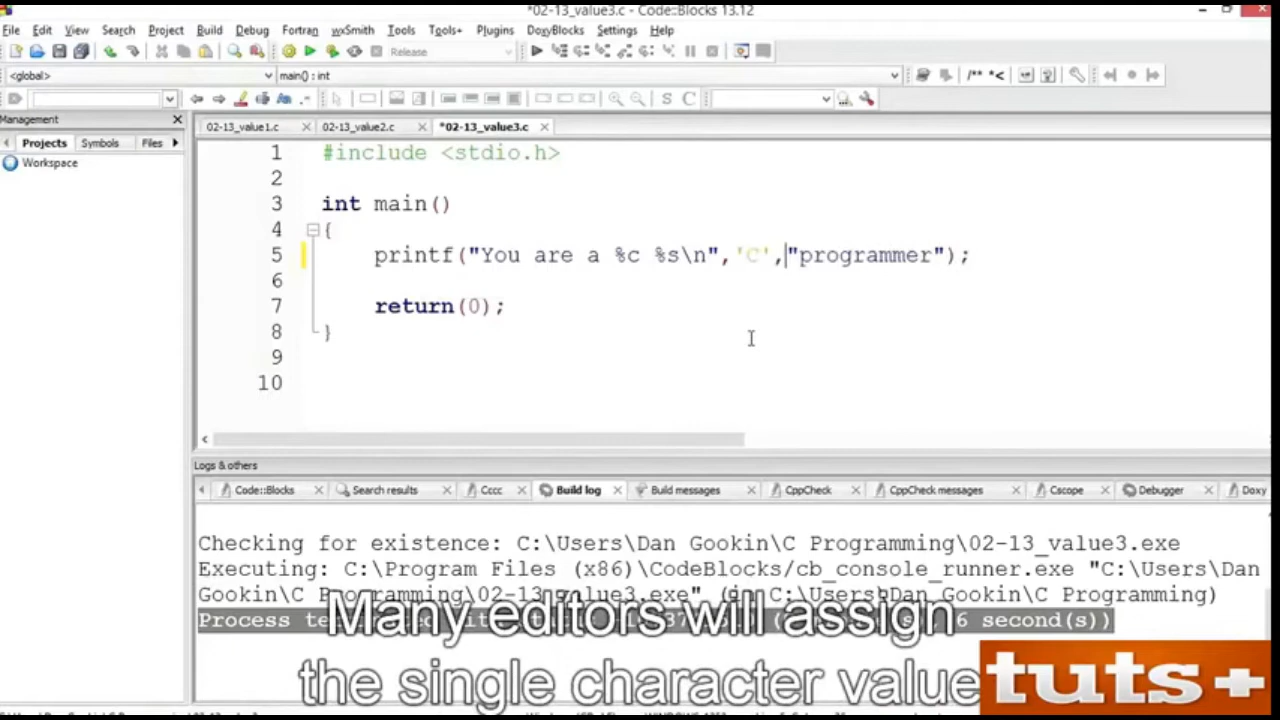 *02-13_value3.c - Code::Blocks 13.12
File Edit View Search Project Build Debug Fortran wxSmith Tools Tools+ Plugins DoxyBlocks Settings Help
Release
<global> main() : int
/** *<
S C
Management
02-13_value1.c 02-13_value2.c *02-13_value3.c
Projects Symbols Files
Workspace
1 #include <stdio.h>
2
3 int main()
4 {
5 printf("You are a %c %s\n",'C',"programmer");
6
7 return(0);
8 }
9
10
Logs & others
Code::Blocks Search results Cccc Build log Build messages CppCheck CppCheck messages Cscope Debugger Doxy
Checking for existence: C:\Users\Dan Gookin\C Programming\02-13_value3.exe
Executing: C:\Program Files (x86)\CodeBlocks/cb_console_runner.exe "C:\Users\Dan
Gookin\C Programming\02-13_value3.exe" (in C:\Users\Dan Gookin\C Programming)
Process second(s))
Many editors will assign
the single character value
tuts+